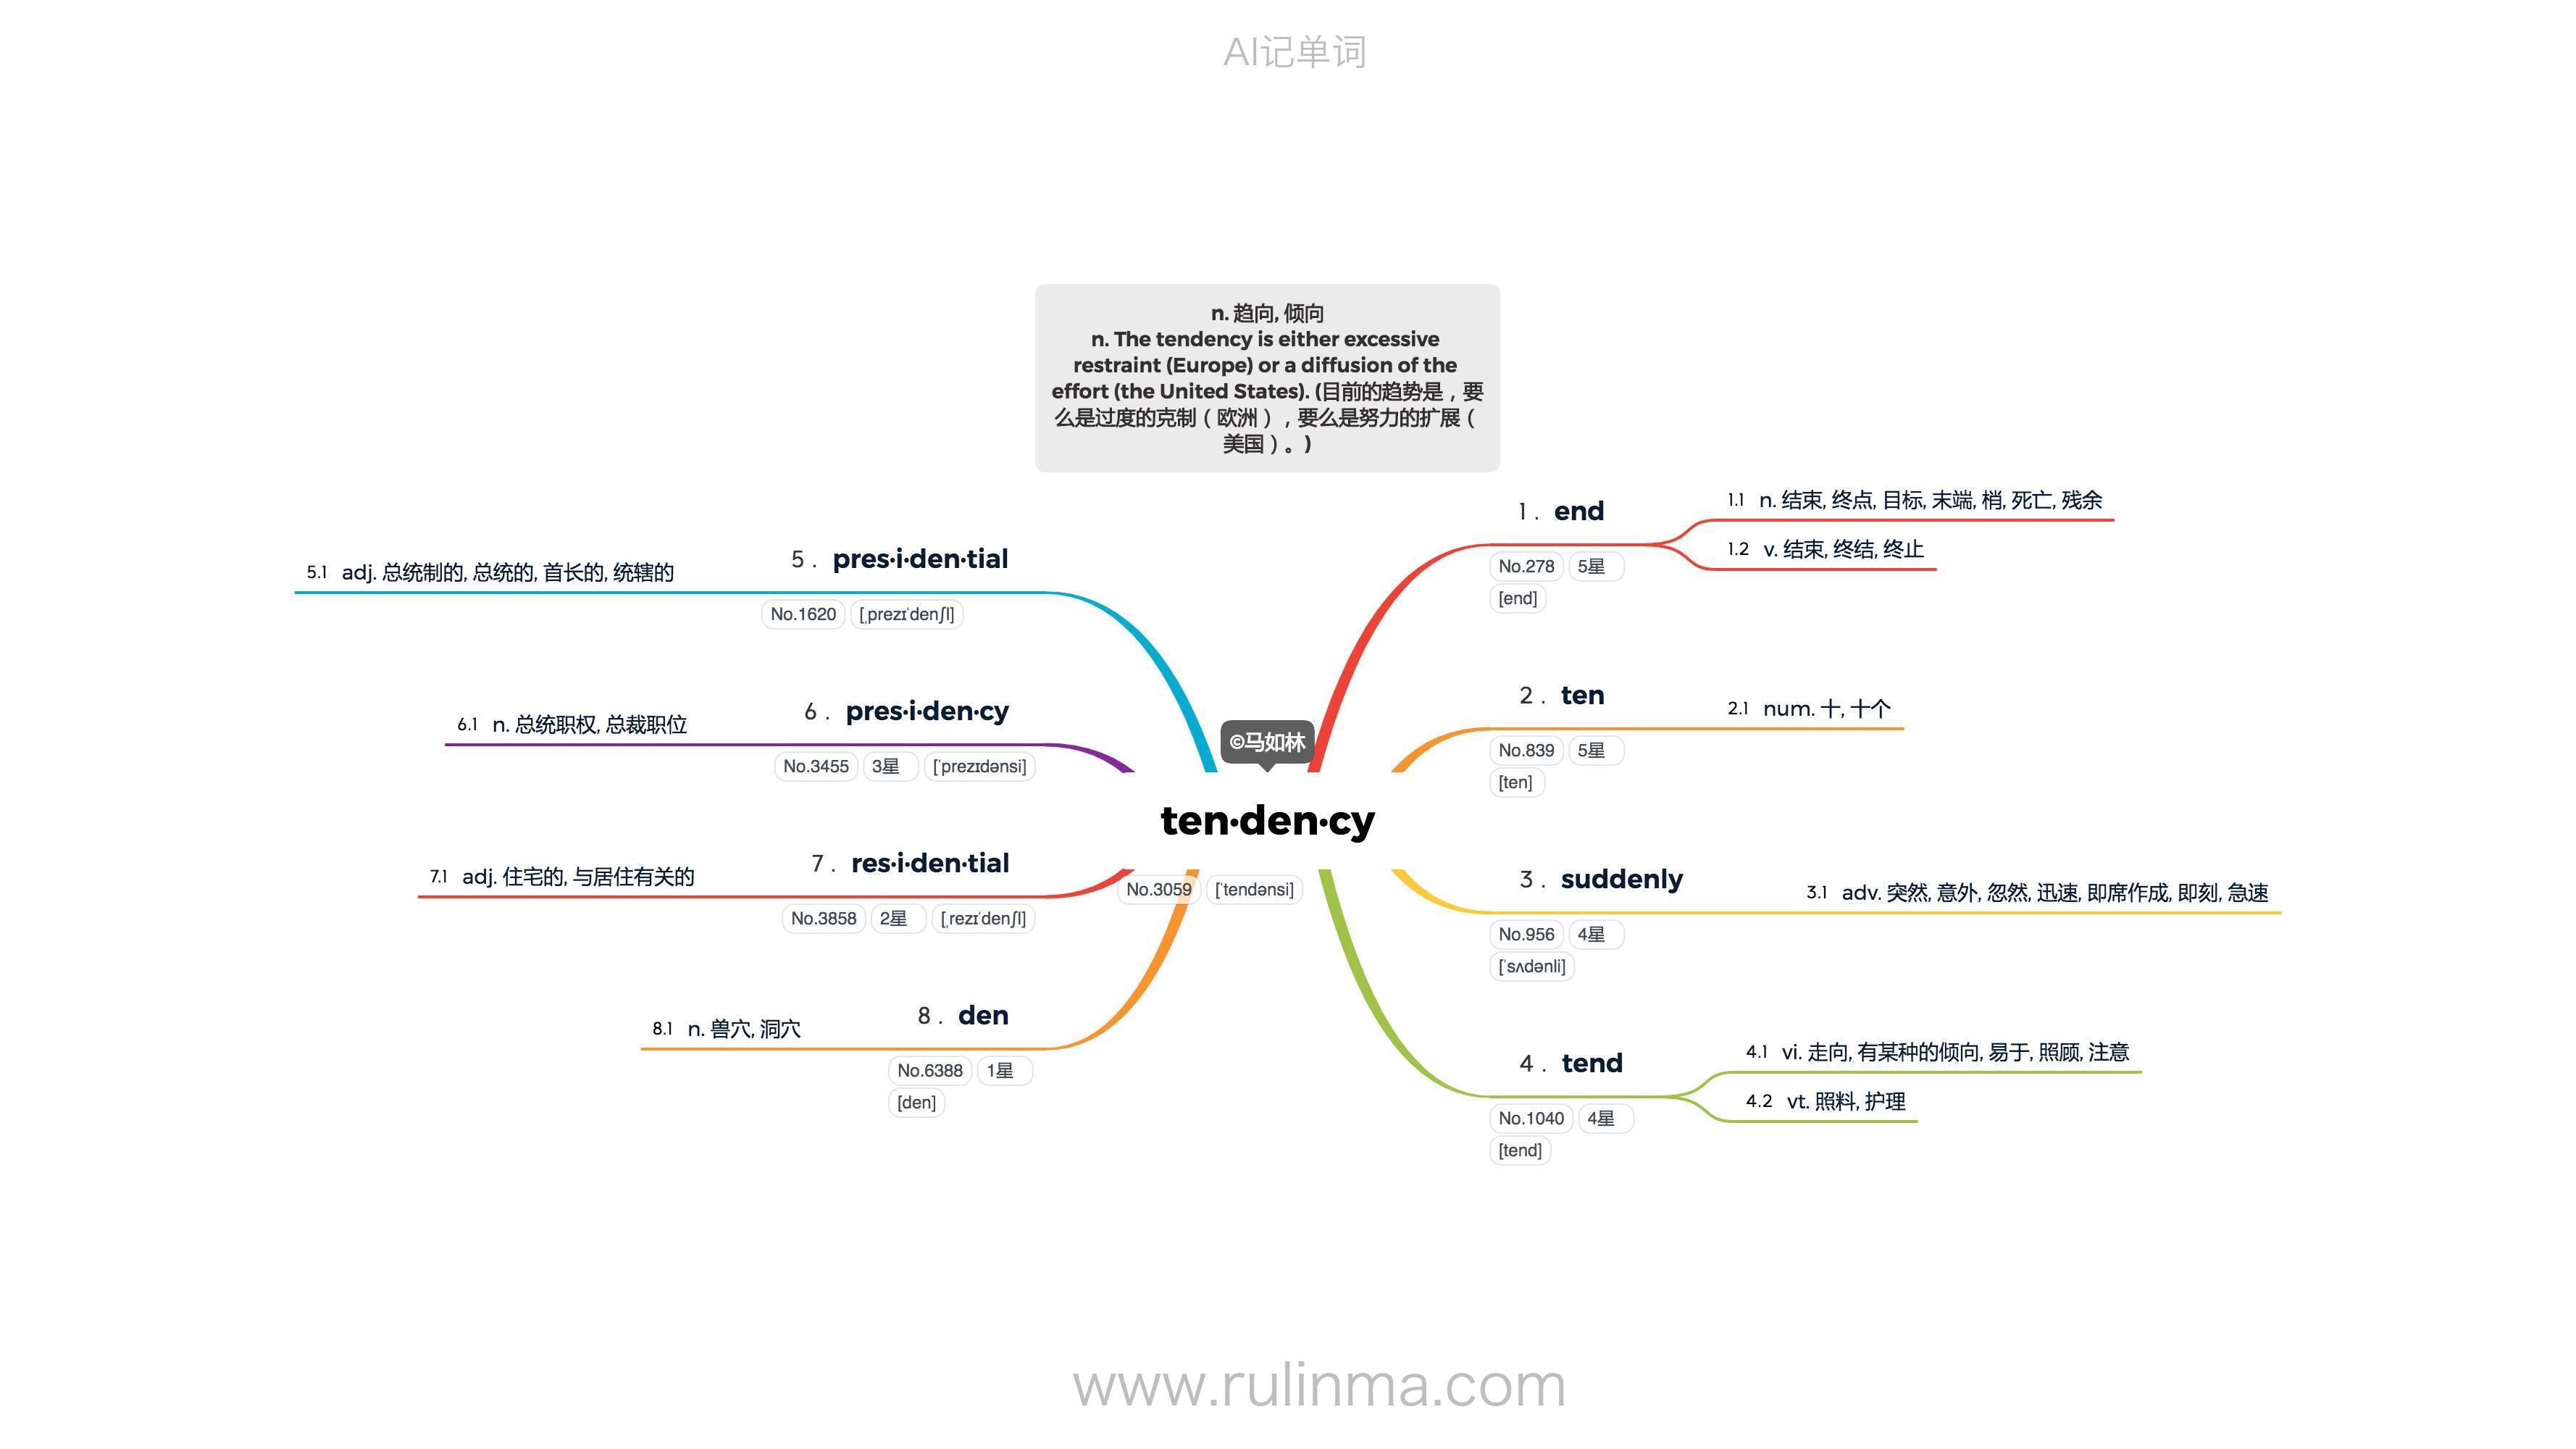 AI记单词
n. 趋向, 倾向
n. The tendency is either excessive
restraint (Europe) or a diffusion of the
effort (the United States). (目前的趋势是，要
么是过度的克制（欧洲），要么是努力的扩展（
美国）。)
©马如林
ten·den·cy
No.3059 [ˈtendənsi]
1. end
No.278 5星
[end]
1.1 n. 结束, 终点, 目标, 末端, 梢, 死亡, 残余
1.2 v. 结束, 终结, 终止
2. ten
No.839 5星
[ten]
2.1 num. 十, 十个
3. suddenly
No.956 4星
[ˈsʌdənli]
3.1 adv. 突然, 意外, 忽然, 迅速, 即席作成, 即刻, 急速
4. tend
No.1040 4星
[tend]
4.1 vi. 走向, 有某种的倾向, 易于, 照顾, 注意
4.2 vt. 照料, 护理
5. pres·i·den·tial
No.1620 [ˌprezɪˈdenʃl]
5.1 adj. 总统制的, 总统的, 首长的, 统辖的
6. pres·i·den·cy
No.3455 3星 [ˈprezɪdənsi]
6.1 n. 总统职权, 总裁职位
7. res·i·den·tial
No.3858 2星 [ˌrezɪˈdenʃl]
7.1 adj. 住宅的, 与居住有关的
8. den
No.6388 1星
[den]
8.1 n. 兽穴, 洞穴
www.rulinma.com